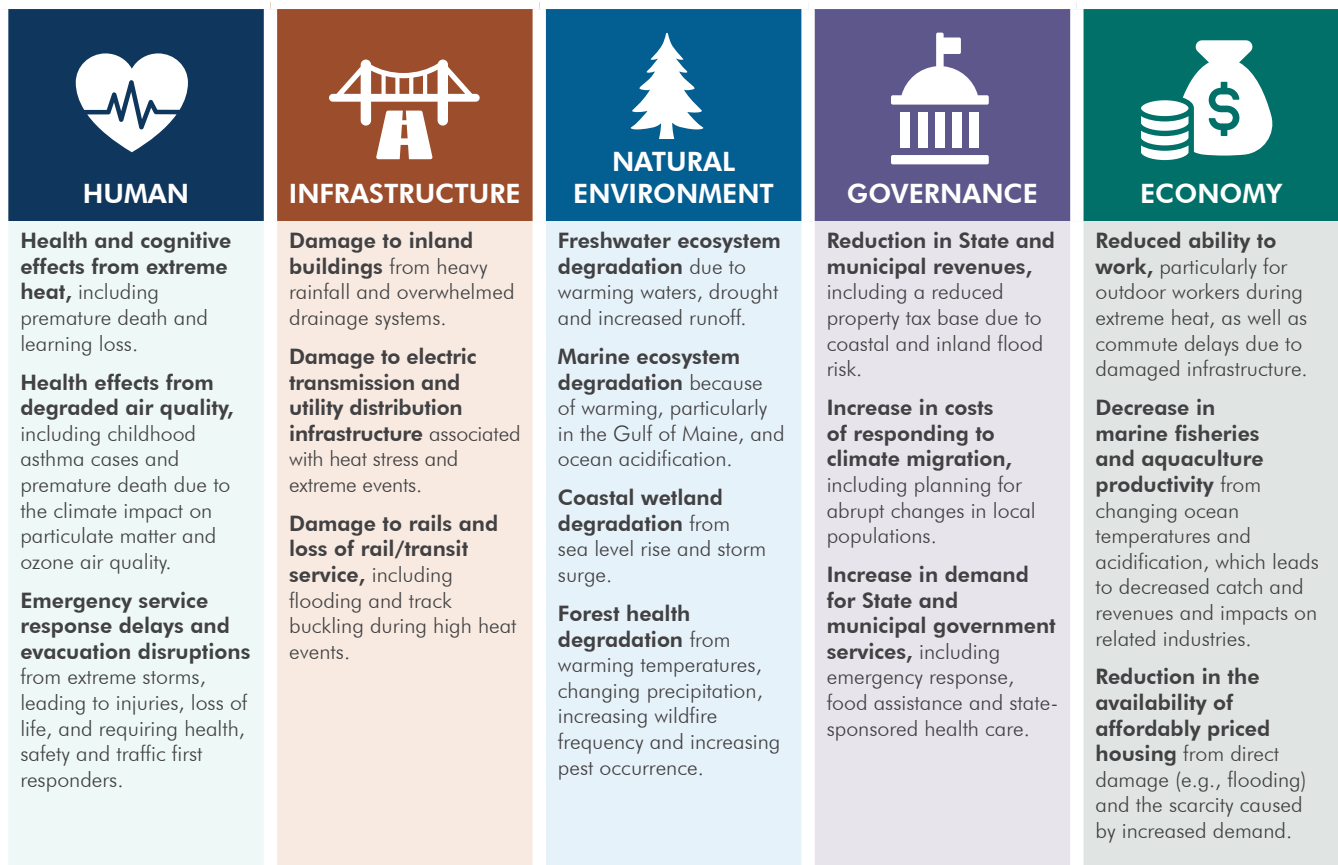 HUMAN
Health and cognitive
effects from extreme
heat, including
premature death and
learning loss.
Health effects from
degraded air quality,
including childhood
asthma cases and
premature death due to
the climate impact on
particulate matter and
ozone air quality.
Emergency service
response delays and
evacuation disruptions
from extreme storms,
leading to injuries, loss of
life, and requiring health,
safety and traffic first
responders.
INFRASTRUCTURE
Damage to inland
buildings from heavy
rainfall and overwhelmed
drainage systems.
Damage to electric
transmission and
utility distribution
infrastructure associated
with heat stress and
extreme events.
Damage to rails and
loss of rail/transit
service, including
flooding and track
buckling during high heat
events.
NATURAL
ENVIRONMENT
Freshwater ecosystem
degradation due to
warming waters, drought
and increased runoff.
Marine ecosystem
degradation because
of warming, particularly
in the Gulf of Maine, and
ocean acidification.
Coastal wetland
degradation from
sea level rise and storm
surge.
Forest health
degradation from
warming temperatures,
changing precipitation,
increasing wildfire
frequency and increasing
pest occurrence.
GOVERNANCE
Reduction in State and
municipal revenues,
including a reduced
property tax base due to
coastal and inland flood
risk.
Increase in costs
of responding to
climate migration,
including planning for
abrupt changes in local
populations.
Increase in demand
for State and
municipal government
services, including
emergency response,
food assistance and state-
sponsored health care.
$
ECONOMY
Reduced ability to
work, particularly for
outdoor workers during
extreme heat, as well as
commute delays due to
damaged infrastructure.
Decrease in
marine fisheries
and aquaculture
productivity from
changing ocean
temperatures and
acidification, which leads
to decreased catch and
revenues and impacts on
related industries.
Reduction in the
availability of
affordably priced
housing from direct
damage (e.g., flooding)
and the scarcity caused
by increased demand.